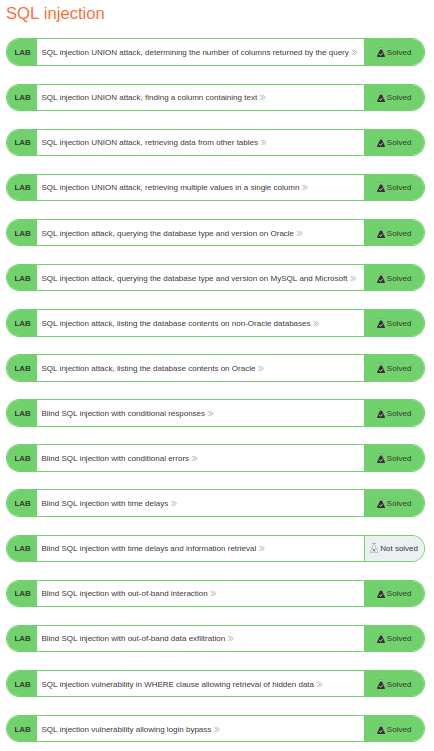 SQL injection
LAB SQL injection UNION attack, determining the number of columns returned by the query >> Solved
LAB SQL injection UNION attack, finding a column containing text >> Solved
LAB SQL injection UNION attack, retrieving data from other tables >> Solved
LAB SQL injection UNION attack, retrieving multiple values in a single column >> Solved
LAB SQL injection attack, querying the database type and version on Oracle >> Solved
LAB SQL injection attack, querying the database type and version on MySQL and Microsoft >> Solved
LAB SQL injection attack, listing the database contents on non-Oracle databases >> Solved
LAB SQL injection attack, listing the database contents on Oracle >> Solved
LAB Blind SQL injection with conditional responses >> Solved
LAB Blind SQL injection with conditional errors >> Solved
LAB Blind SQL injection with time delays >> Solved
LAB Blind SQL injection with time delays and information retrieval >> Not solved
LAB Blind SQL injection with out-of-band interaction >> Solved
LAB Blind SQL injection with out-of-band data exfiltration >> Solved
LAB SQL injection vulnerability in WHERE clause allowing retrieval of hidden data >> Solved
LAB SQL injection vulnerability allowing login bypass >> Solved